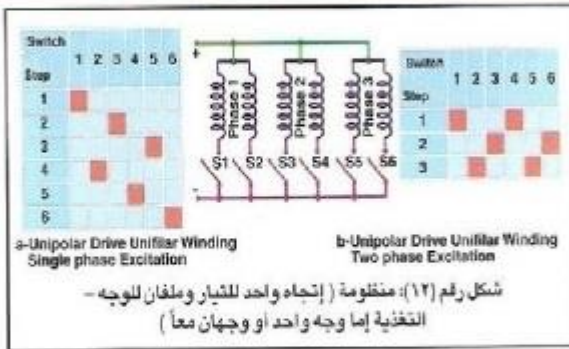 Switch
1 2 3 4 5 6
Step
1
2
3
4
5
6
a-Unipolar Drive Unifilar Winding
Single phase Excitation
+
Phase 1
Phase 2
Phase 3
S1 S2 S3 S4 S5 S6
-
Switch
1 2 3 4 5 6
Step
1
2
3
b-Unipolar Drive Unifilar Winding
Two phase Excitation
شكل رقم (١٢): منظومة ( إتجاه واحد للتيار وملفان للوجه –
التغذية إما وجه واحد أو وجهان معاً )